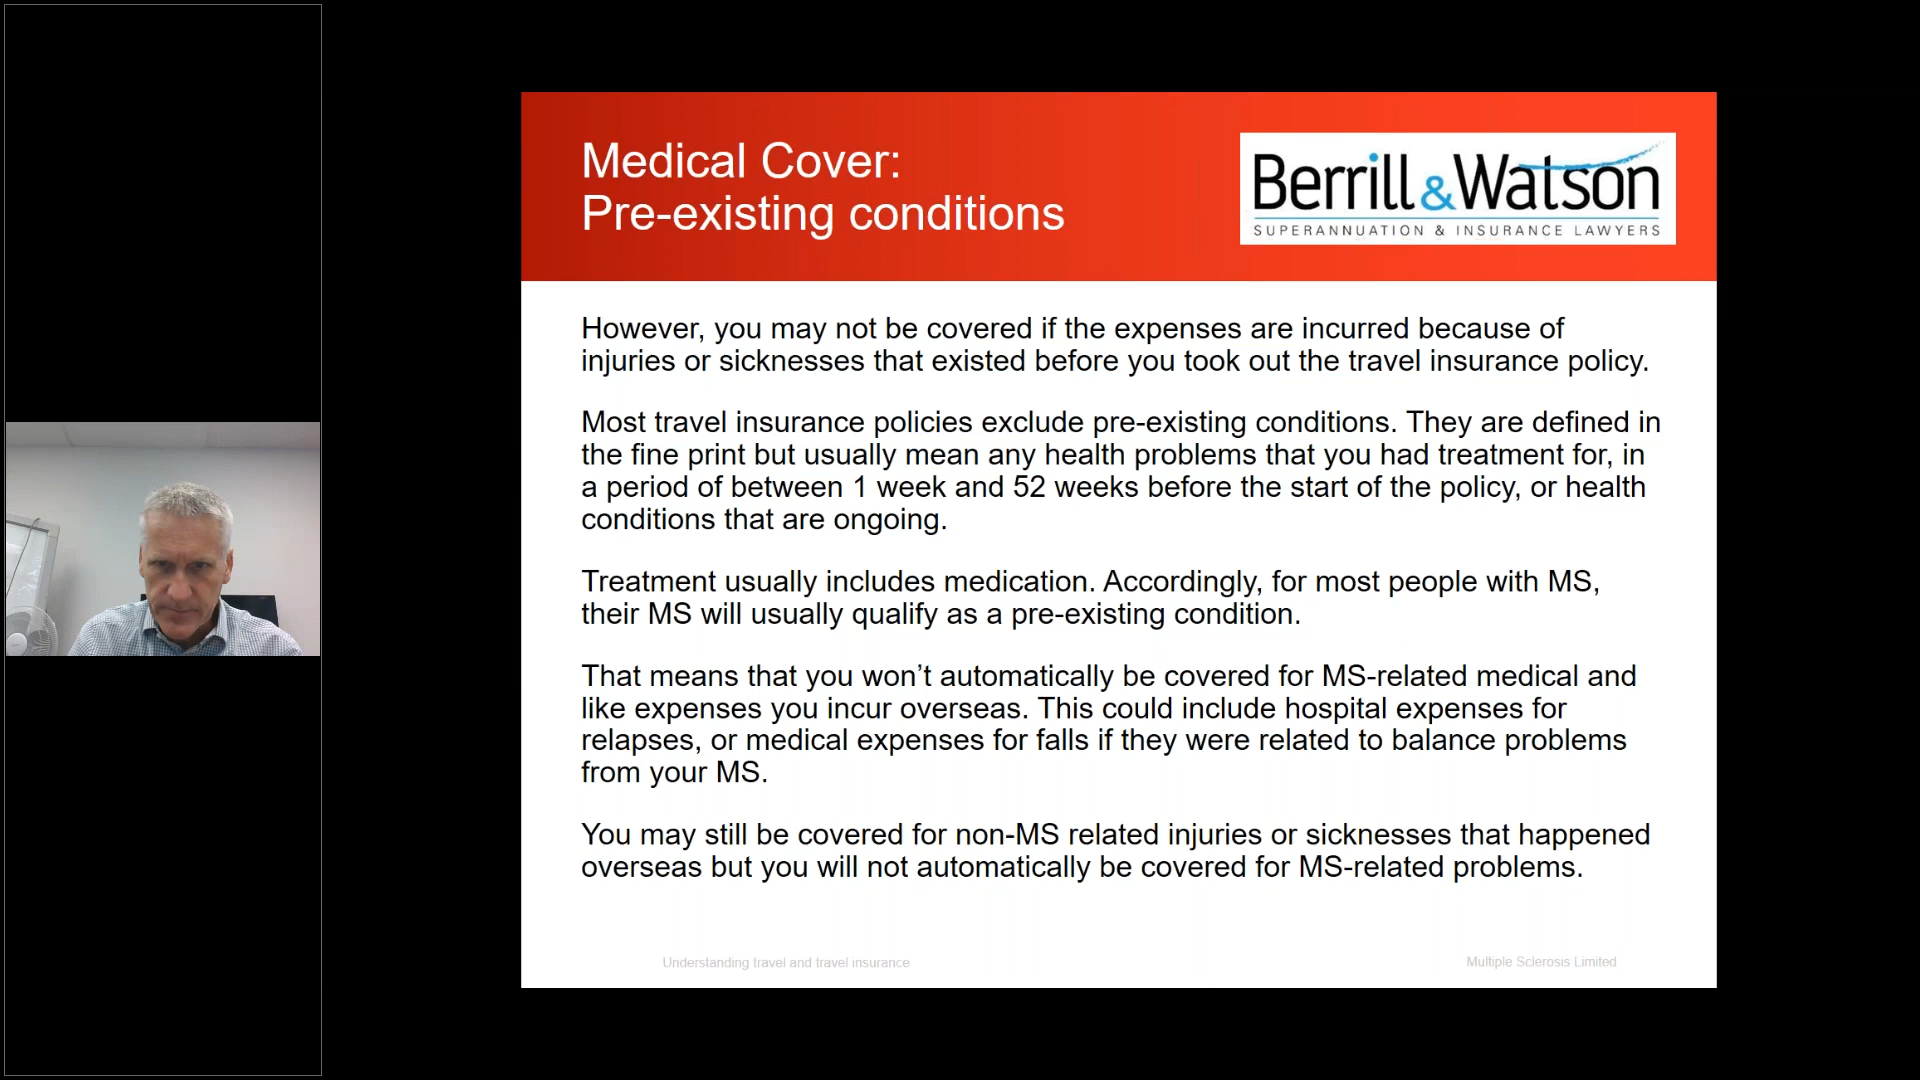 Medical Cover:
Pre-existing conditions
Berrill & Watson
SUPERANNUATION & INSURANCE LAWYERS
However, you may not be covered if the expenses are incurred because of
injuries or sicknesses that existed before you took out the travel insurance policy.
Most travel insurance policies exclude pre-existing conditions. They are defined in
the fine print but usually mean any health problems that you had treatment for, in
a period of between 1 week and 52 weeks before the start of the policy, or health
conditions that are ongoing.
Treatment usually includes medication. Accordingly, for most people with MS,
their MS will usually qualify as a pre-existing condition.
That means that you won’t automatically be covered for MS-related medical and
like expenses you incur overseas. This could include hospital expenses for
relapses, or medical expenses for falls if they were related to balance problems
from your MS.
You may still be covered for non-MS related injuries or sicknesses that happened
overseas but you will not automatically be covered for MS-related problems.
Understanding travel and travel insurance
Multiple Sclerosis Limited